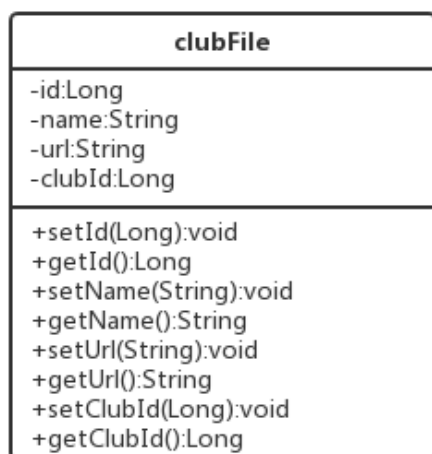 clubFile
-id:Long
-name:String
-url:String
-clubId:Long
+setId(Long):void
+getId():Long
+setName(String):void
+getName():String
+setUrl(String):void
+getUrl():String
+setClubId(Long):void
+getClubId():Long